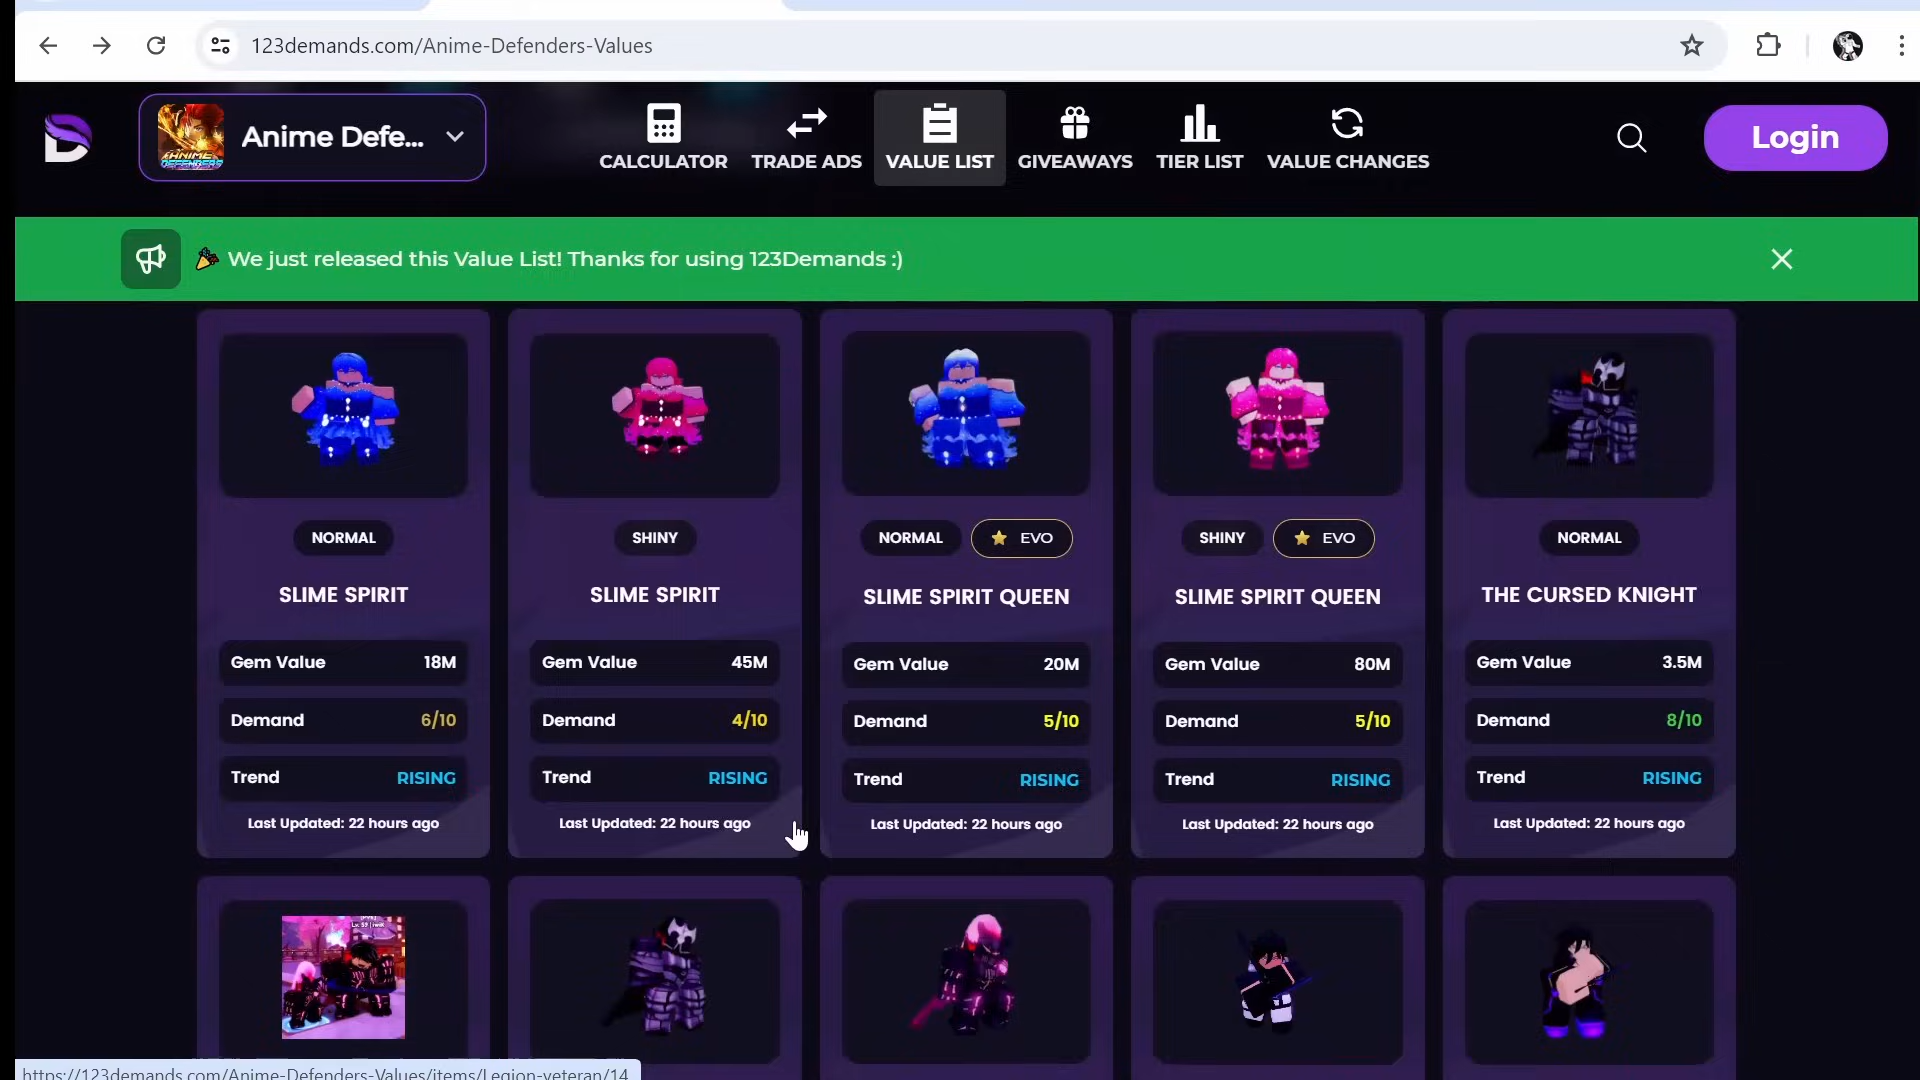 123demands.com/Anime-Defenders-Values
Anime Defe...
CALCULATOR
TRADE ADS
VALUE LIST
GIVEAWAYS
TIER LIST
VALUE CHANGES
Login
We just released this Value List! Thanks for using 123Demands :)
NORMAL
SLIME SPIRIT
Gem Value 18M
Demand 6/10
Trend RISING
Last Updated: 22 hours ago
SHINY
SLIME SPIRIT
Gem Value 45M
Demand 4/10
Trend RISING
Last Updated: 22 hours ago
NORMAL EVO
SLIME SPIRIT QUEEN
Gem Value 20M
Demand 5/10
Trend RISING
Last Updated: 22 hours ago
SHINY EVO
SLIME SPIRIT QUEEN
Gem Value 80M
Demand 5/10
Trend RISING
Last Updated: 22 hours ago
NORMAL
THE CURSED KNIGHT
Gem Value 3.5M
Demand 8/10
Trend RISING
Last Updated: 22 hours ago
https://123demands.com/Anime-Defenders-Values/items/Legion-veteran/14